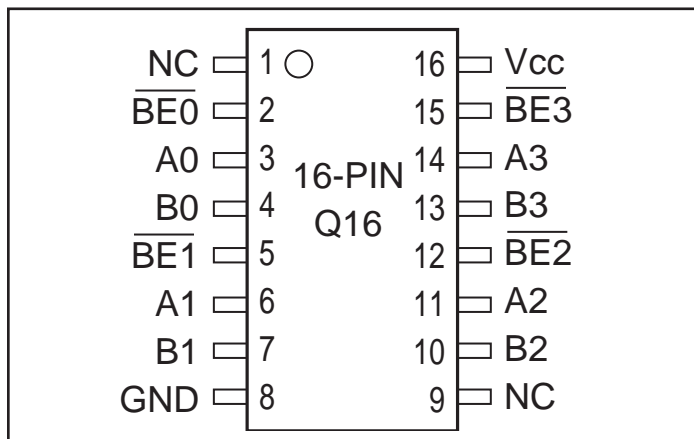 NC 1 16 Vcc
BE0 2 15 BE3
A0 3 14 A3
16-PIN
B0 4 13 B3
Q16
BE1 5 12 BE2
A1 6 11 A2
B1 7 10 B2
GND 8 9 NC